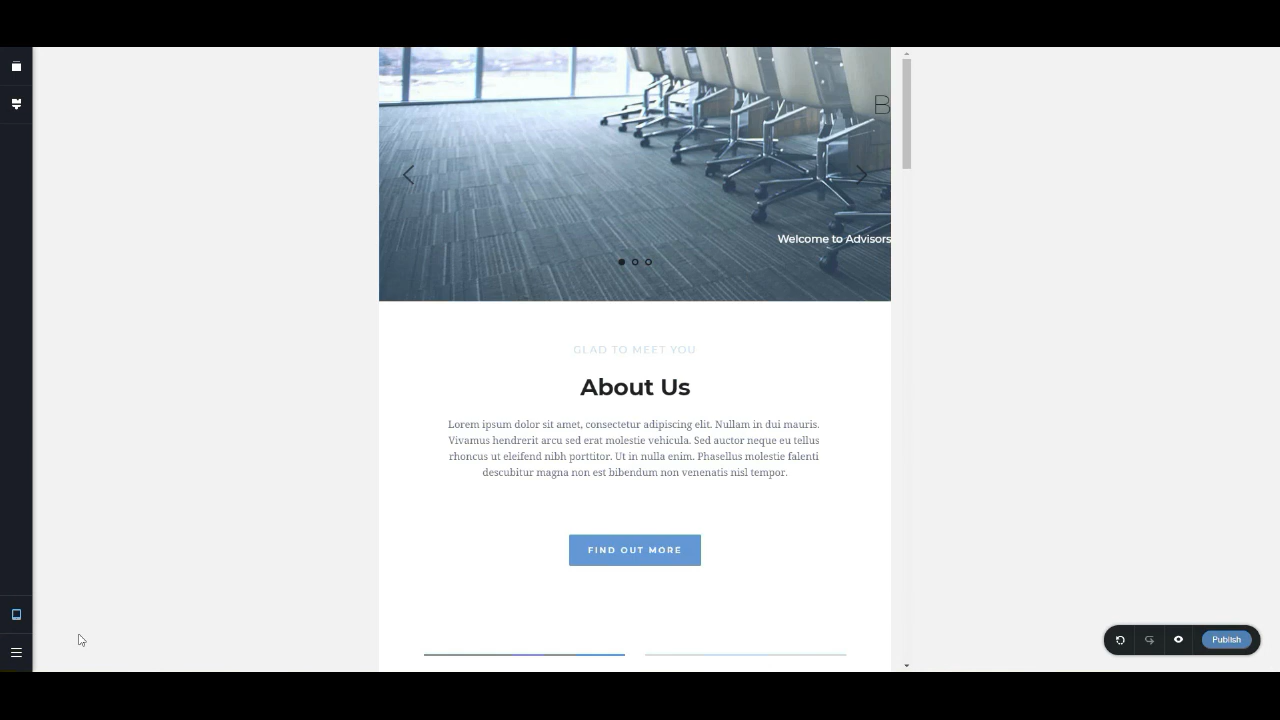 B
Welcome to Advisors
GLAD TO MEET YOU
About Us
Lorem ipsum dolor sit amet, consectetur adipiscing elit. Nullam in dui mauris.
Vivamus hendrerit arcu sed erat molestie vehicula. Sed auctor neque eu tellus
rhoncus ut eleifend nibh porttitor. Ut in nulla enim. Phasellus molestie falenti
descubitur magna non est bibendum non venenatis nisl tempor.
FIND OUT MORE
Publish